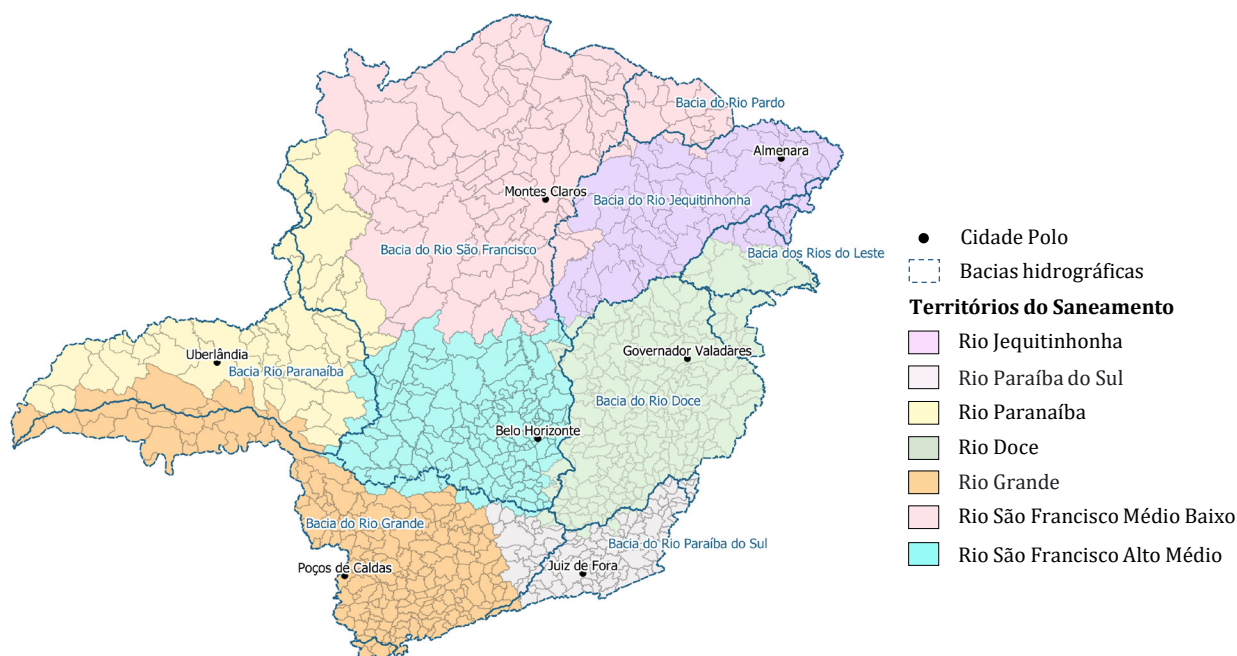 Bacia do Rio Pardo
Almenara
Montes Claros
Bacia do Rio Jequitinhonha
Bacia do Rio São Francisco
Bacia dos Rios do Leste
Uberlândia
Bacia Rio Paranaíba
Governador Valadares
Bacia do Rio Doce
Belo Horizonte
Bacia do Rio Grande
Bacia do Rio Paraíba do Sul
Poços de Caldas
Juiz de Fora
Cidade Polo
Bacias hidrográficas
Territórios do Saneamento
Rio Jequitinhonha
Rio Paraíba do Sul
Rio Paranaíba
Rio Doce
Rio Grande
Rio São Francisco Médio Baixo
Rio São Francisco Alto Médio